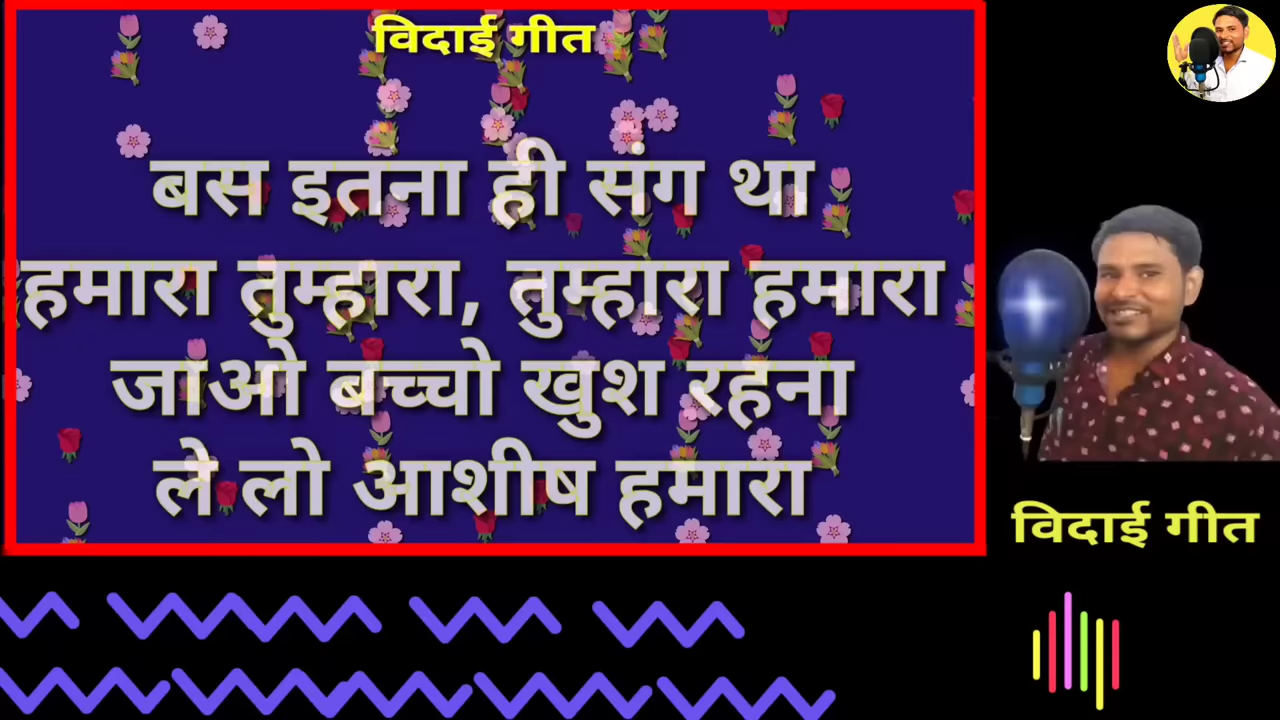 विदाई गीत
बस इतना ही संग था
हमारा तुम्हारा, तुम्हारा हमारा
जाओ बच्चो खुश रहना
ले लो आशीष हमारा
विदाई गीत